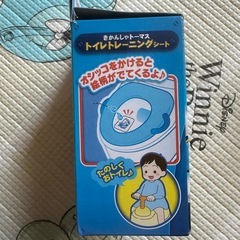 きかんしゃトーマス
トイレトレーニングシート
オシッコをかけると
絵柄がでてくるよ♪
たのしく
おトイレ♪
Disney
Winnie
the